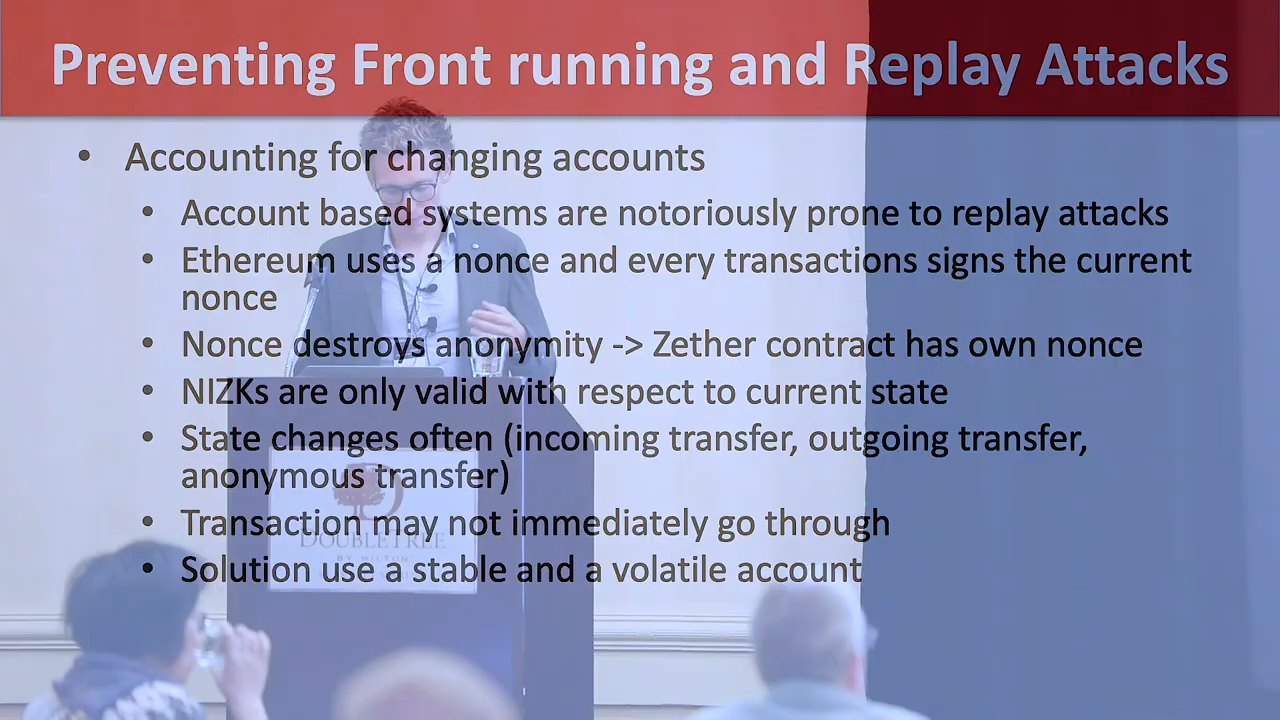 Preventing Front running and Replay Attacks
• Accounting for changing accounts
• Account based systems are notoriously prone to replay attacks
• Ethereum uses a nonce and every transactions signs the current
nonce
• Nonce destroys anonymity -> Zether contract has own nonce
• NIZKs are only valid with respect to current state
• State changes often (incoming transfer, outgoing transfer,
anonymous transfer)
• Transaction may not immediately go through
DOUBLETREE
BY HILTON
• Solution use a stable and a volatile account